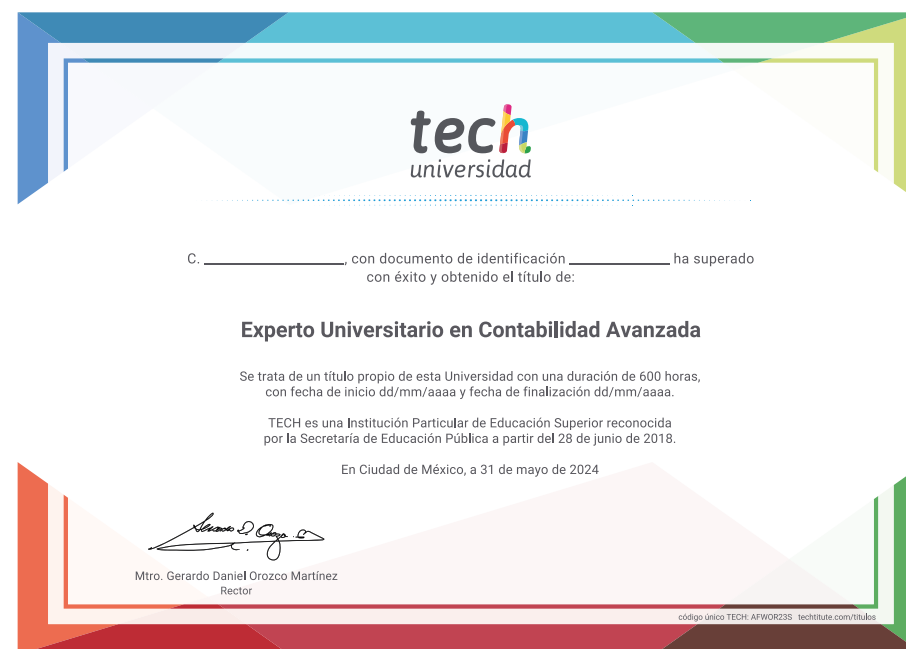 tech
universidad
C. ____________________, con documento de identificación ______________ ha superado
con éxito y obtenido el título de:
Experto Universitario en Contabilidad Avanzada
Se trata de un título propio de esta Universidad con una duración de 600 horas,
con fecha de inicio dd/mm/aaaa y fecha de finalización dd/mm/aaaa.
TECH es una Institución Particular de Educación Superior reconocida
por la Secretaría de Educación Pública a partir del 28 de junio de 2018.
En Ciudad de México, a 31 de mayo de 2024
Mtro. Gerardo Daniel Orozco Martínez
Rector
código único TECH: AFWOR23S techtitute.com/titulos